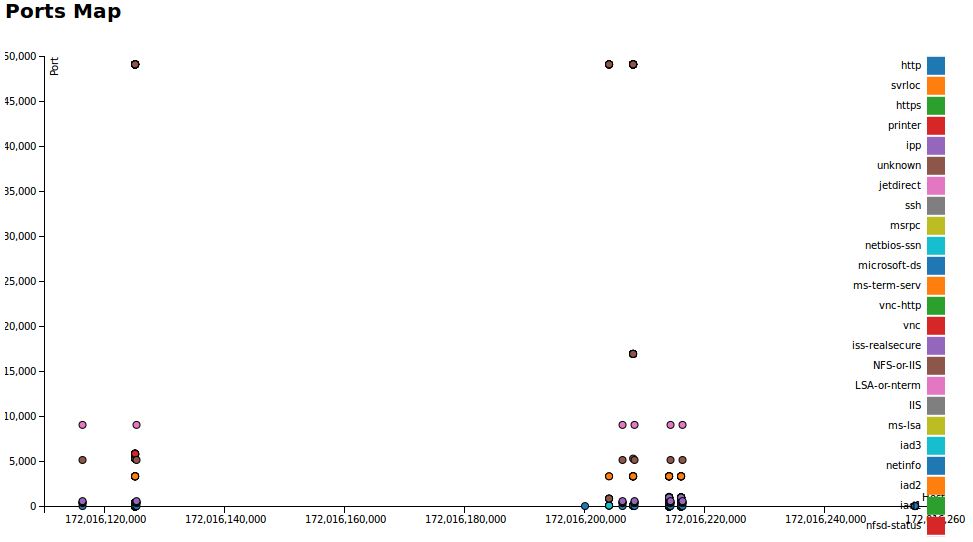 Ports Map
Port
50,000
45,000
40,000
35,000
30,000
25,000
20,000
15,000
10,000
5,000
0
172,016,120,000
172,016,140,000
172,016,160,000
172,016,180,000
172,016,200,000
172,016,220,000
172,016,240,000
http
svrloc
https
printer
ipp
unknown
jetdirect
ssh
msrpc
netbios-ssn
microsoft-ds
ms-term-serv
vnc-http
vnc
iss-realsecure
NFS-or-IIS
LSA-or-nterm
IIS
ms-lsa
iad3
netinfo
iad2
nfsd-status